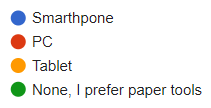 Smarthpone
PC
Tablet
None, I prefer paper tools